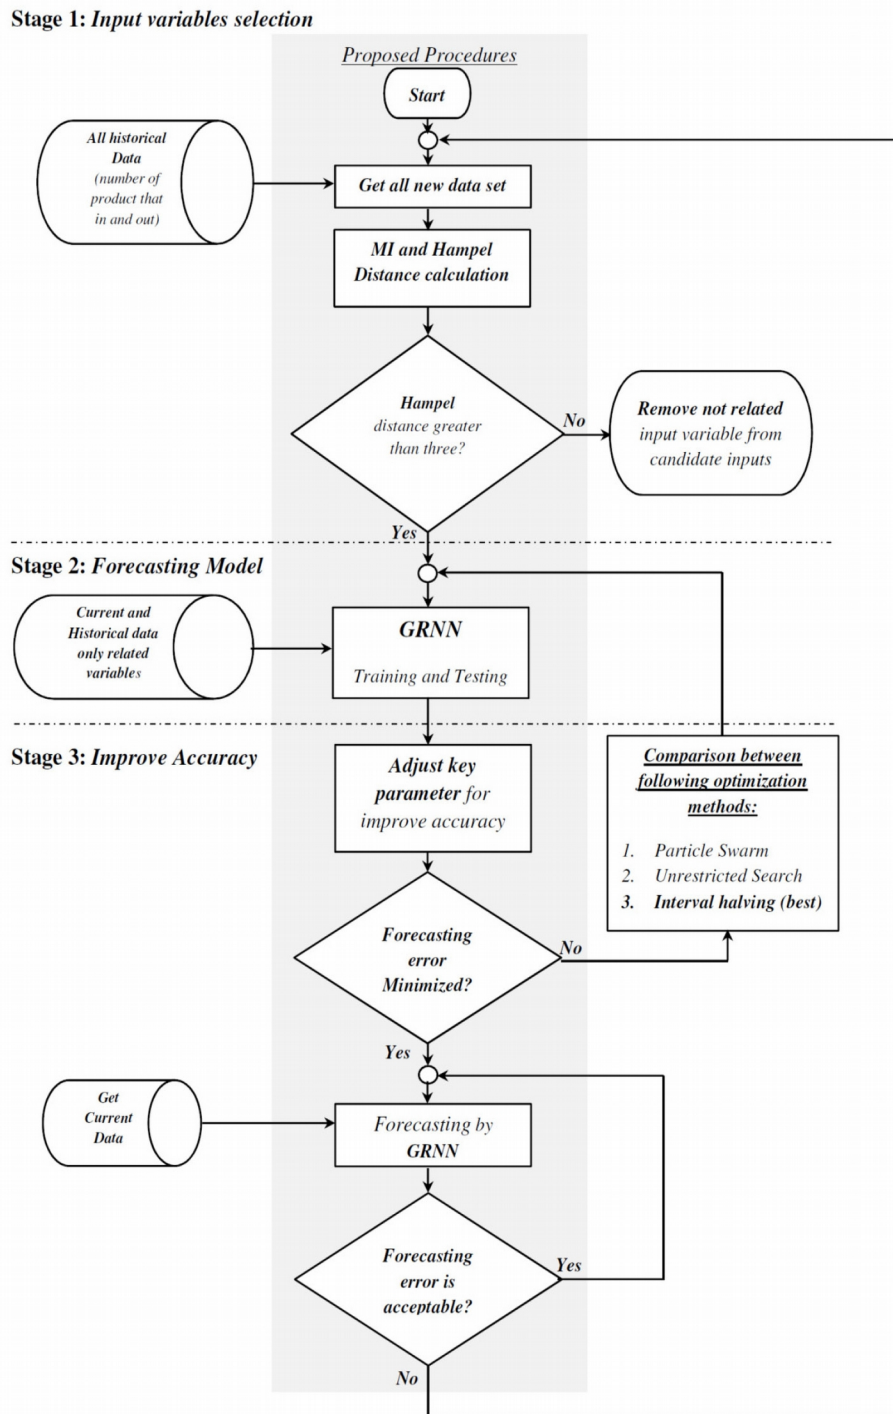 Stage 1: Input variables selection
Proposed Procedures
Start
All historical
Data
(number of
product that
in and out)
Get all new data set
MI and Hampel
Distance calculation
Hampel
distance greater
than three?
No
Remove not related
input variable from
candidate inputs
Yes
Stage 2: Forecasting Model
Current and
Historical data
only related
variables
GRNN
Training and Testing
Stage 3: Improve Accuracy
Adjust key
parameter for
improve accuracy
Comparison between
following optimization
methods:
1. Particle Swarm
2. Unrestricted Search
3. Interval halving (best)
Forecasting
error
Minimized?
No
Yes
Get
Current
Data
Forecasting by
GRNN
Forecasting
error is
acceptable?
Yes
No